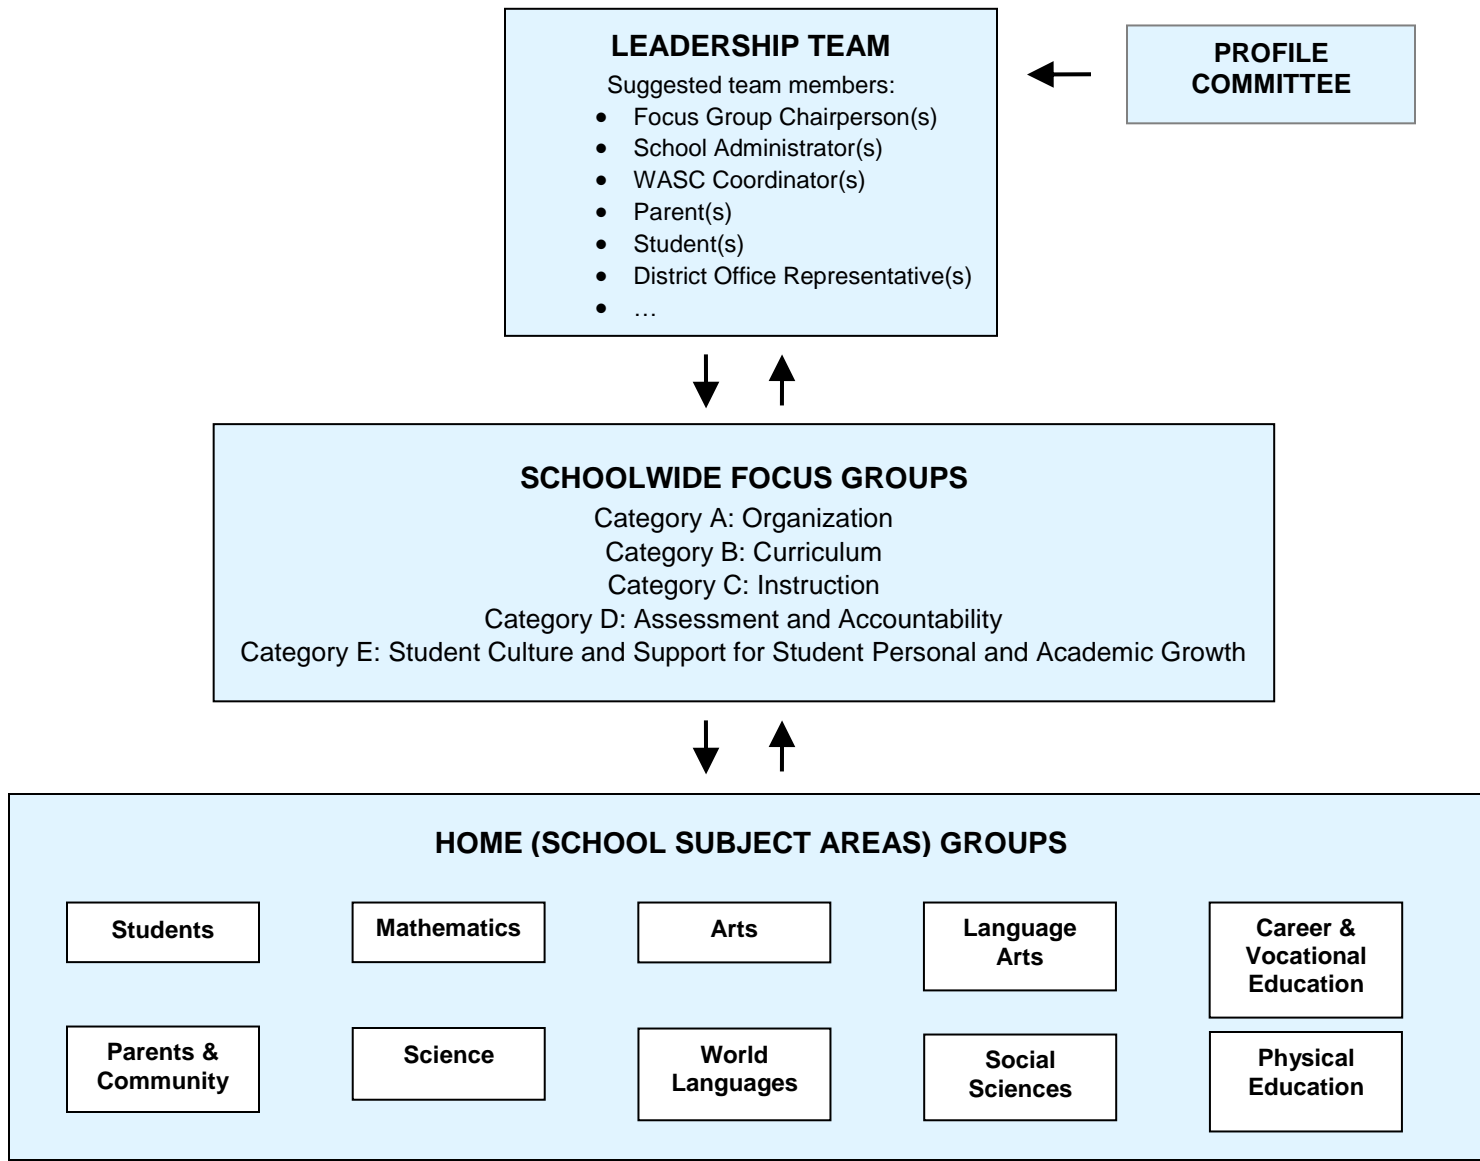 LEADERSHIP TEAM
Suggested team members:
• Focus Group Chairperson(s)
• School Administrator(s)
• WASC Coordinator(s)
• Parent(s)
• Student(s)
• District Office Representative(s)
• …
PROFILE
COMMITTEE
SCHOOLWIDE FOCUS GROUPS
Category A: Organization
Category B: Curriculum
Category C: Instruction
Category D: Assessment and Accountability
Category E: Student Culture and Support for Student Personal and Academic Growth
HOME (SCHOOL SUBJECT AREAS) GROUPS
Students
Mathematics
Arts
Language
Arts
Career &
Vocational
Education
Parents &
Community
Science
World
Languages
Social
Sciences
Physical
Education